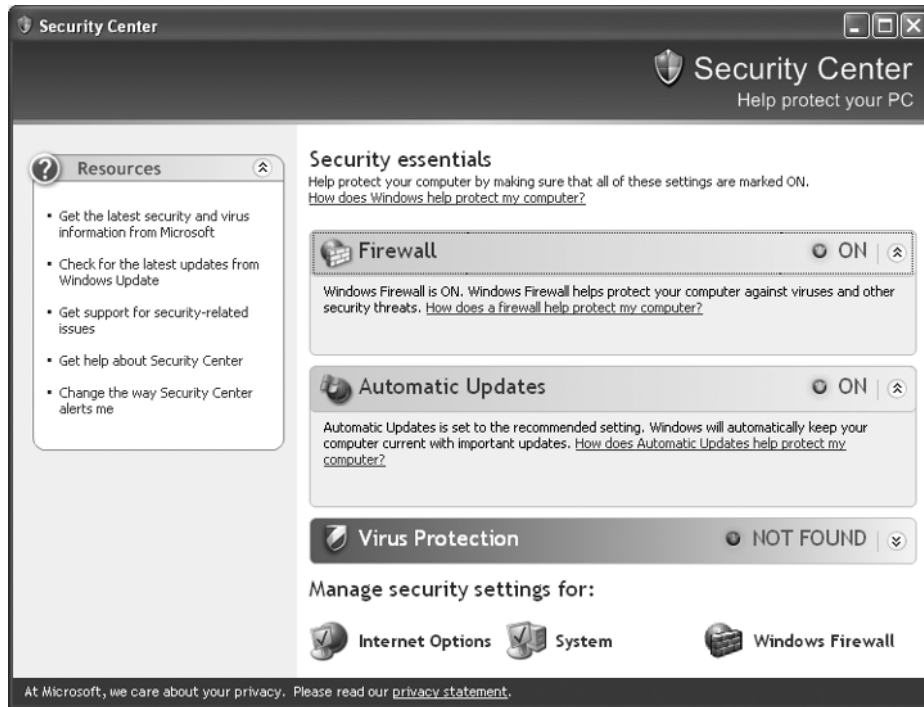 Security Center
Security Center
Help protect your PC
Resources
• Get the latest security and virus
information from Microsoft
• Check for the latest updates from
Windows Update
• Get support for security-related
issues
• Get help about Security Center
• Change the way Security Center
alerts me
Security essentials
Help protect your computer by making sure that all of these settings are marked ON.
How does Windows help protect my computer?
Firewall ON
Windows Firewall is ON. Windows Firewall helps protect your computer against viruses and other
security threats. How does a firewall help protect my computer?
Automatic Updates ON
Automatic Updates is set to the recommended setting. Windows will automatically keep your
computer current with important updates. How does Automatic Updates help protect my
computer?
Virus Protection NOT FOUND
Manage security settings for:
Internet Options System Windows Firewall
At Microsoft, we care about your privacy. Please read our privacy statement.